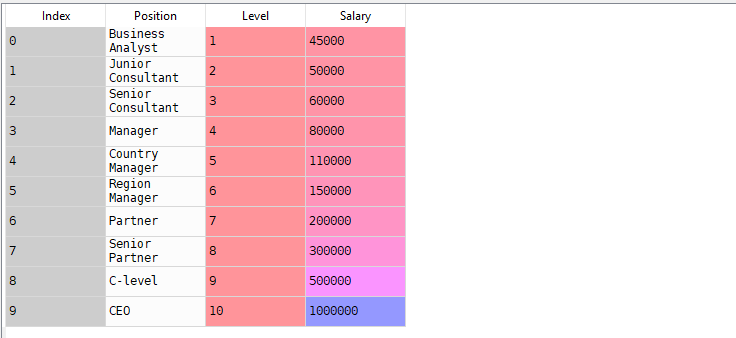 Index Position Level Salary
0 Business Analyst 1 45000
1 Junior Consultant 2 50000
2 Senior Consultant 3 60000
3 Manager 4 80000
4 Country Manager 5 110000
5 Region Manager 6 150000
6 Partner 7 200000
7 Senior Partner 8 300000
8 C-level 9 500000
9 CEO 10 1000000